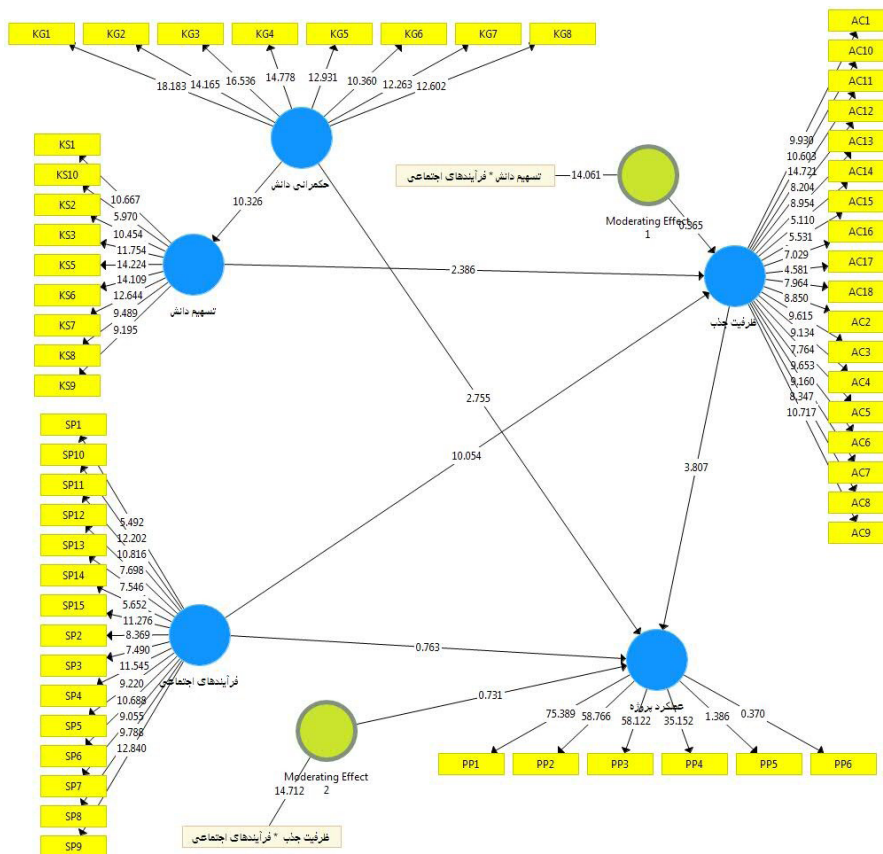 KG1
KG2
KG3
KG4
KG5
KG6
KG7
KG8
18.183
14.165
16.536
14.778
12.931
10.360
12.263
12.602
حکمرانی دانش
10.326
KS1
KS10
KS2
KS3
KS5
KS6
KS7
KS8
KS9
10.667
5.970
10.454
11.754
14.224
14.109
12.644
9.489
9.195
تسهیم دانش
2.386
تسهیم دانش * فرآیندهای اجتماعی
14.061
Moderating Effect
1
0.365
ظرفیت جذب
AC1
AC10
AC11
AC12
AC13
AC14
AC15
AC16
AC17
AC18
AC2
AC3
AC4
AC5
AC6
AC7
AC8
AC9
9.930
10.603
14.721
8.204
8.954
5.110
5.531
7.029
4.581
7.964
8.850
9.615
9.134
7.764
9.653
9.160
8.347
10.717
2.755
10.054
3.807
SP1
SP10
SP11
SP12
SP13
SP14
SP15
SP2
SP3
SP4
SP5
SP6
SP7
SP8
SP9
5.492
12.202
10.816
7.698
7.546
5.652
11.276
8.369
7.490
11.545
9.220
10.688
9.055
9.788
12.840
فرآیندهای اجتماعی
0.763
0.731
Moderating Effect
2
14.712
ظرفیت جذب * فرآیندهای اجتماعی
عملکرد پروژه
75.389
58.766
58.122
35.152
1.386
0.370
PP1
PP2
PP3
PP4
PP5
PP6